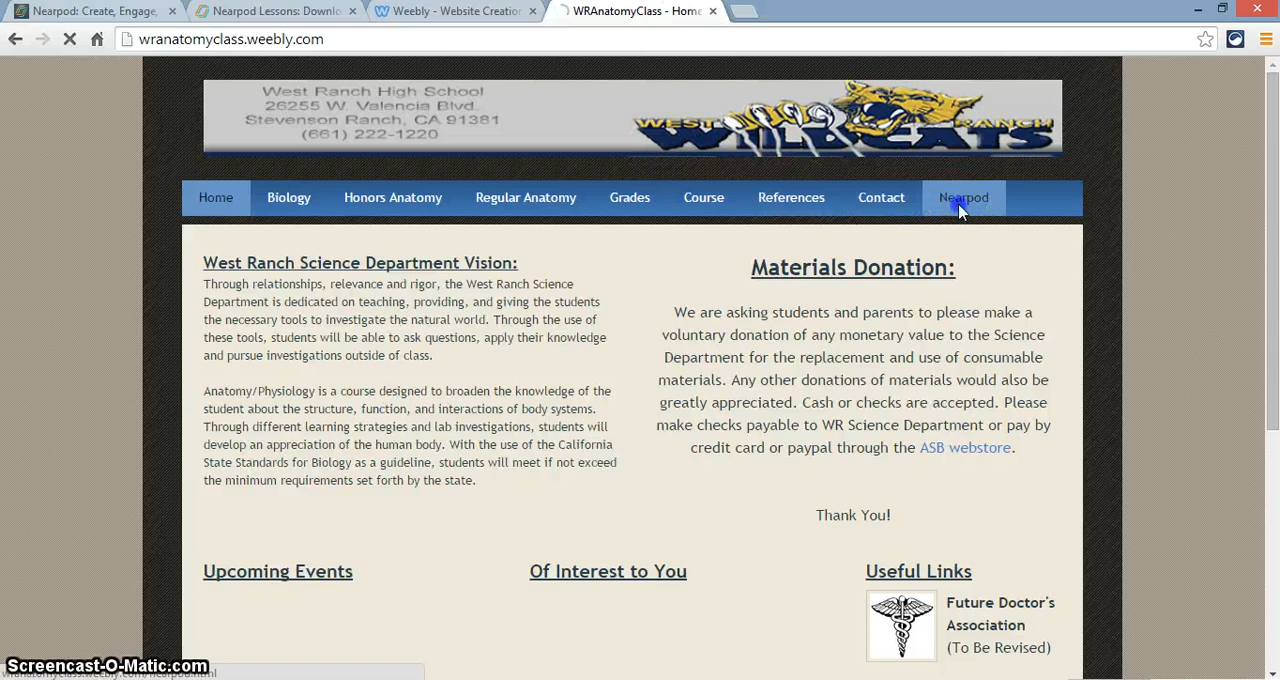 Nearpod: Create, Engage,
Nearpod Lessons: Downlo
Weebly - Website Creation
WRAnatomyClass - Home
wranatomyclass.weebly.com
West Ranch High School
26255 W. Valencia Blvd.
Stevenson Ranch, CA 91381
(661) 222-1220
WEST RANCH
WILDCATS
Home Biology Honors Anatomy Regular Anatomy Grades Course References Contact Nearpod
West Ranch Science Department Vision:
Through relationships, relevance and rigor, the West Ranch Science
Department is dedicated on teaching, providing, and giving the students
the necessary tools to investigate the natural world. Through the use of
these tools, students will be able to ask questions, apply their knowledge
and pursue investigations outside of class.
Anatomy/Physiology is a course designed to broaden the knowledge of the
student about the structure, function, and interactions of body systems.
Through different learning strategies and lab investigations, students will
develop an appreciation of the human body. With the use of the California
State Standards for Biology as a guideline, students will meet if not exceed
the minimum requirements set forth by the state.
Materials Donation:
We are asking students and parents to please make a
voluntary donation of any monetary value to the Science
Department for the replacement and use of consumable
materials. Any other donations of materials would also be
greatly appreciated. Cash or checks are accepted. Please
make checks payable to WR Science Department or pay by
credit card or paypal through the ASB webstore.
Thank You!
Upcoming Events
Of Interest to You
Useful Links
Future Doctor's
Association
(To Be Revised)
Screencast-O-Matic.com
wranatomyclass.weebly.com/nearpod.html